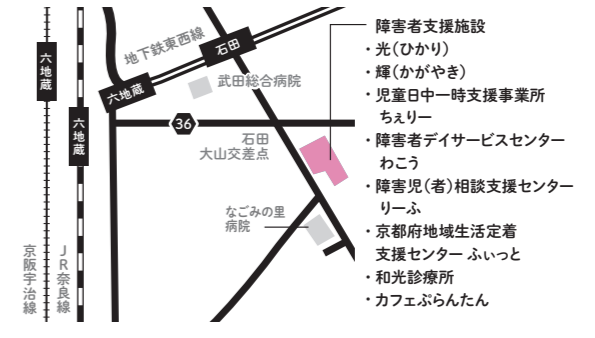 六地蔵
六地蔵
六地蔵
地下鉄東西線
石田
武田総合病院
36
石田
大山交差点
なごみの里
病院
京阪宇治線
JR奈良線
障害者支援施設
・光(ひかり)
・輝(かがやき)
・児童日中一時支援事業所
ちぇりー
・障害者デイサービスセンター
わこう
・障害児(者)相談支援センター
りーふ
・京都府地域生活定着
支援センター ふぃっと
・和光診療所
・カフェぷらんたん